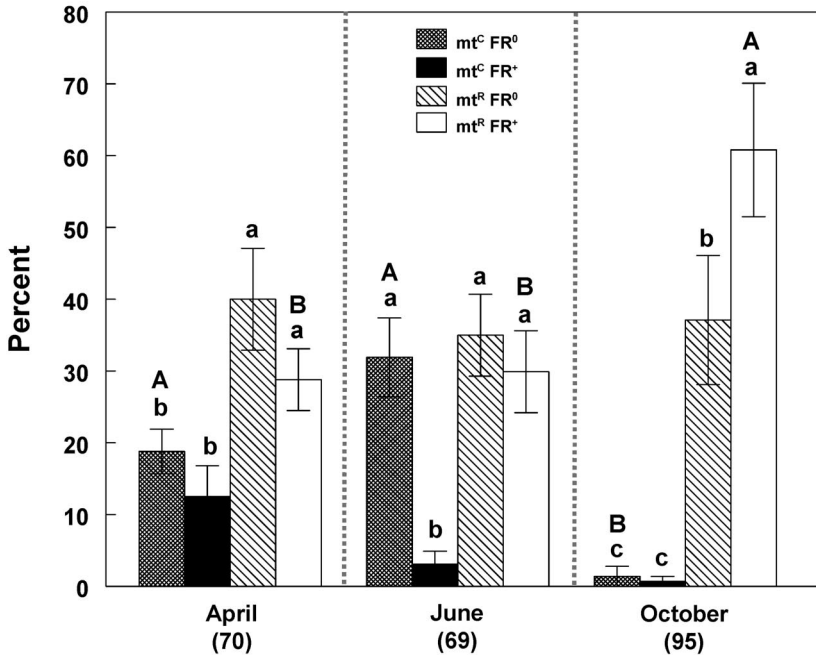 Percent
80
70
60
50
40
30
20
10
0
mtᶜ FR⁰
mtᶜ FR⁺
mtᴿ FR⁰
mtᴿ FR⁺
A
b
b
a
B
a
A
a
b
a
B
a
B
c
c
b
A
a
April
(70)
June
(69)
October
(95)